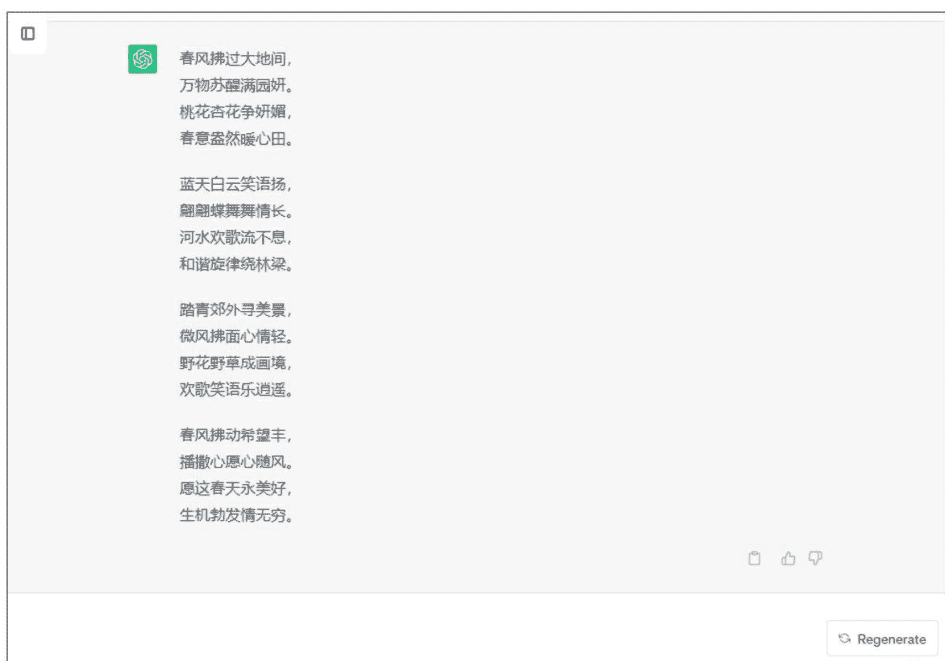 春风拂过大地间，
万物苏醒满园妍。
桃花杏花争妍媚，
春意盎然暖心田。
蓝天白云笑语扬，
翩翩蝶舞舞情长。
河水欢歌流不息，
和谐旋律绕林梁。
踏青郊外寻美景，
微风拂面心情轻。
野花野草成画境，
欢歌笑语乐逍遥。
春风拂动希望丰，
播撒心愿心随风。
愿这春天永美好，
生机勃发情无穷。
Regenerate